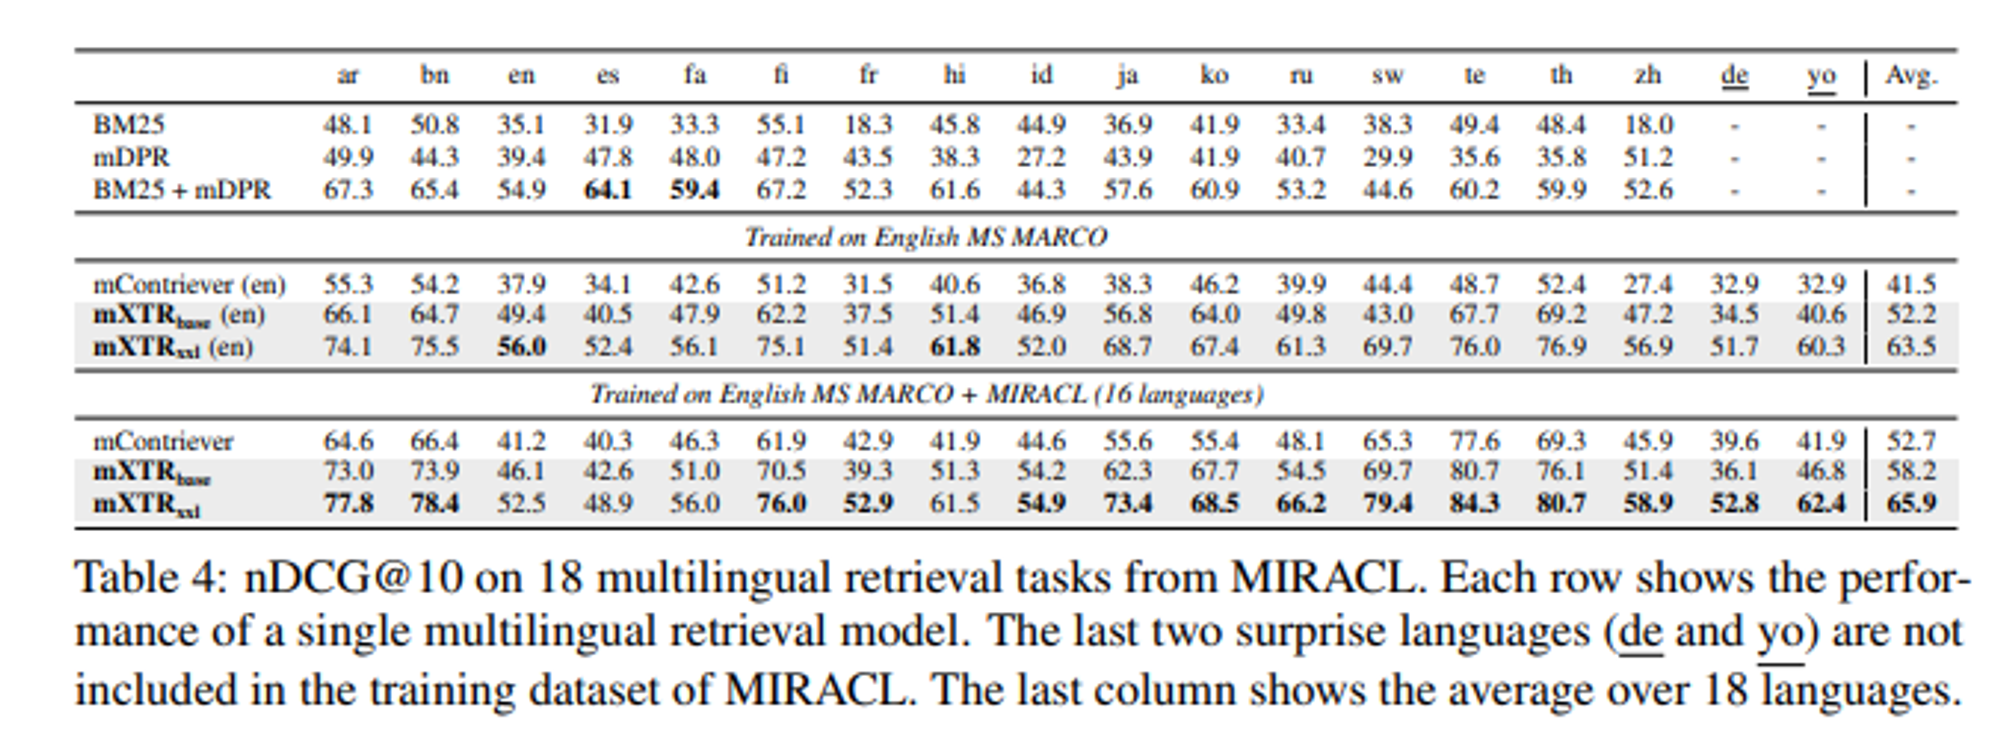 ar bn en es fa fi fr hi id ja ko ru sw te th zh de yo Avg.
BM25 48.1 50.8 35.1 31.9 33.3 55.1 18.3 45.8 44.9 36.9 41.9 33.4 38.3 49.4 48.4 18.0 - - -
mDPR 49.9 44.3 39.4 47.8 48.0 47.2 43.5 38.3 27.2 43.9 41.9 40.7 29.9 35.6 35.8 51.2 - - -
BM25 + mDPR 67.3 65.4 54.9 64.1 59.4 67.2 52.3 61.6 44.3 57.6 60.9 53.2 44.6 60.2 59.9 52.6 - - -
Trained on English MS MARCO
mContriever (en) 55.3 54.2 37.9 34.1 42.6 51.2 31.5 40.6 36.8 38.3 46.2 39.9 44.4 48.7 52.4 27.4 32.9 32.9 41.5
mXTRbase (en) 66.1 64.7 49.4 40.5 47.9 62.2 37.5 51.4 46.9 56.8 64.0 49.8 43.0 67.7 69.2 47.2 34.5 40.6 52.2
mXTRxxl (en) 74.1 75.5 56.0 52.4 56.1 75.1 51.4 61.8 52.0 68.7 67.4 61.3 69.7 76.0 76.9 56.9 51.7 60.3 63.5
Trained on English MS MARCO + MIRACL (16 languages)
mContriever 64.6 66.4 41.2 40.3 46.3 61.9 42.9 41.9 44.6 55.6 55.4 48.1 65.3 77.6 69.3 45.9 39.6 41.9 52.7
mXTRbase 73.0 73.9 46.1 42.6 51.0 70.5 39.3 51.3 54.2 62.3 67.7 54.5 69.7 80.7 76.1 51.4 36.1 46.8 58.2
mXTRxxl 77.8 78.4 52.5 48.9 56.0 76.0 52.9 61.5 54.9 73.4 68.5 66.2 79.4 84.3 80.7 58.9 52.8 62.4 65.9
Table 4: nDCG@10 on 18 multilingual retrieval tasks from MIRACL. Each row shows the perfor-
mance of a single multilingual retrieval model. The last two surprise languages (de and yo) are not
included in the training dataset of MIRACL. The last column shows the average over 18 languages.